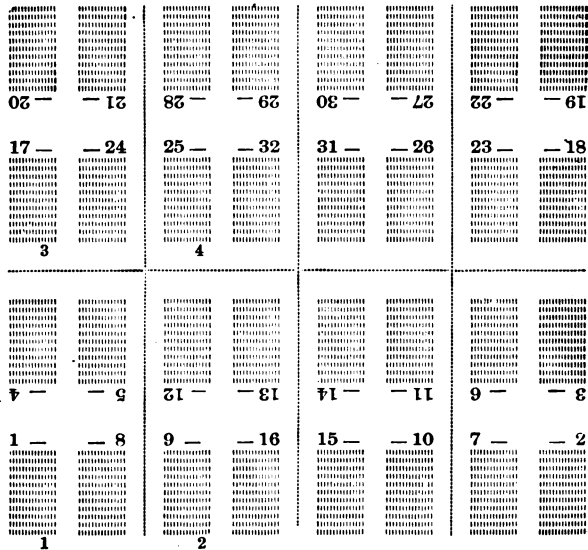 20 — — 21 28 — — 29 30 — — 27 22 — — 19
17 — — 24 25 — — 32 31 — — 26 23 — — 18
3 4
4 — — 5 12 — — 13 14 — — 11 6 — — 3
1 — — 8 9 — — 16 15 — — 10 7 — — 2
1 2